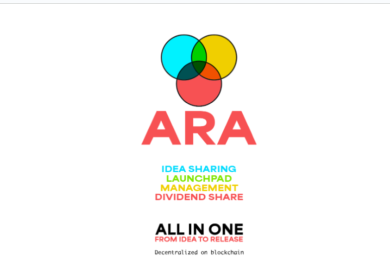 ARA
IDEA SHARING
LAUNCHPAD
MANAGEMENT
DIVIDEND SHARE
ALL IN ONE
FROM IDEA TO RELEASE
Decentralized on blockchain